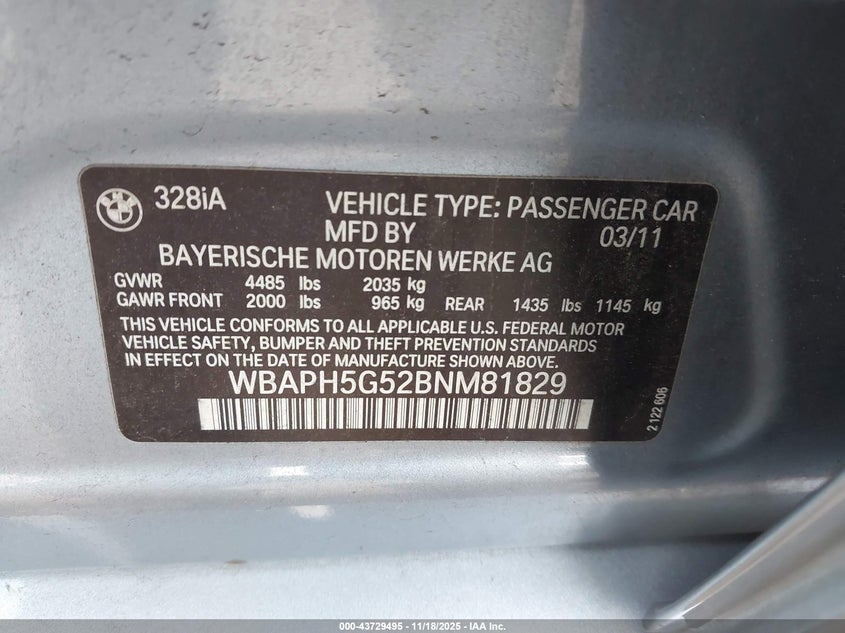 BMW
328iA VEHICLE TYPE: PASSENGER CAR
MFD BY 03/11
BAYERISCHE MOTOREN WERKE AG
GVWR 4485 lbs 2035 kg
GAWR FRONT 2000 lbs 965 kg REAR 1435 lbs 1145 kg
THIS VEHICLE CONFORMS TO ALL APPLICABLE U.S. FEDERAL MOTOR
VEHICLE SAFETY, BUMPER AND THEFT PREVENTION STANDARDS
IN EFFECT ON THE DATE OF MANUFACTURE SHOWN ABOVE.
WBAPH5G52BNM81829
2 122 606
000-43729495 - 11/18/2025 - IAA Inc.